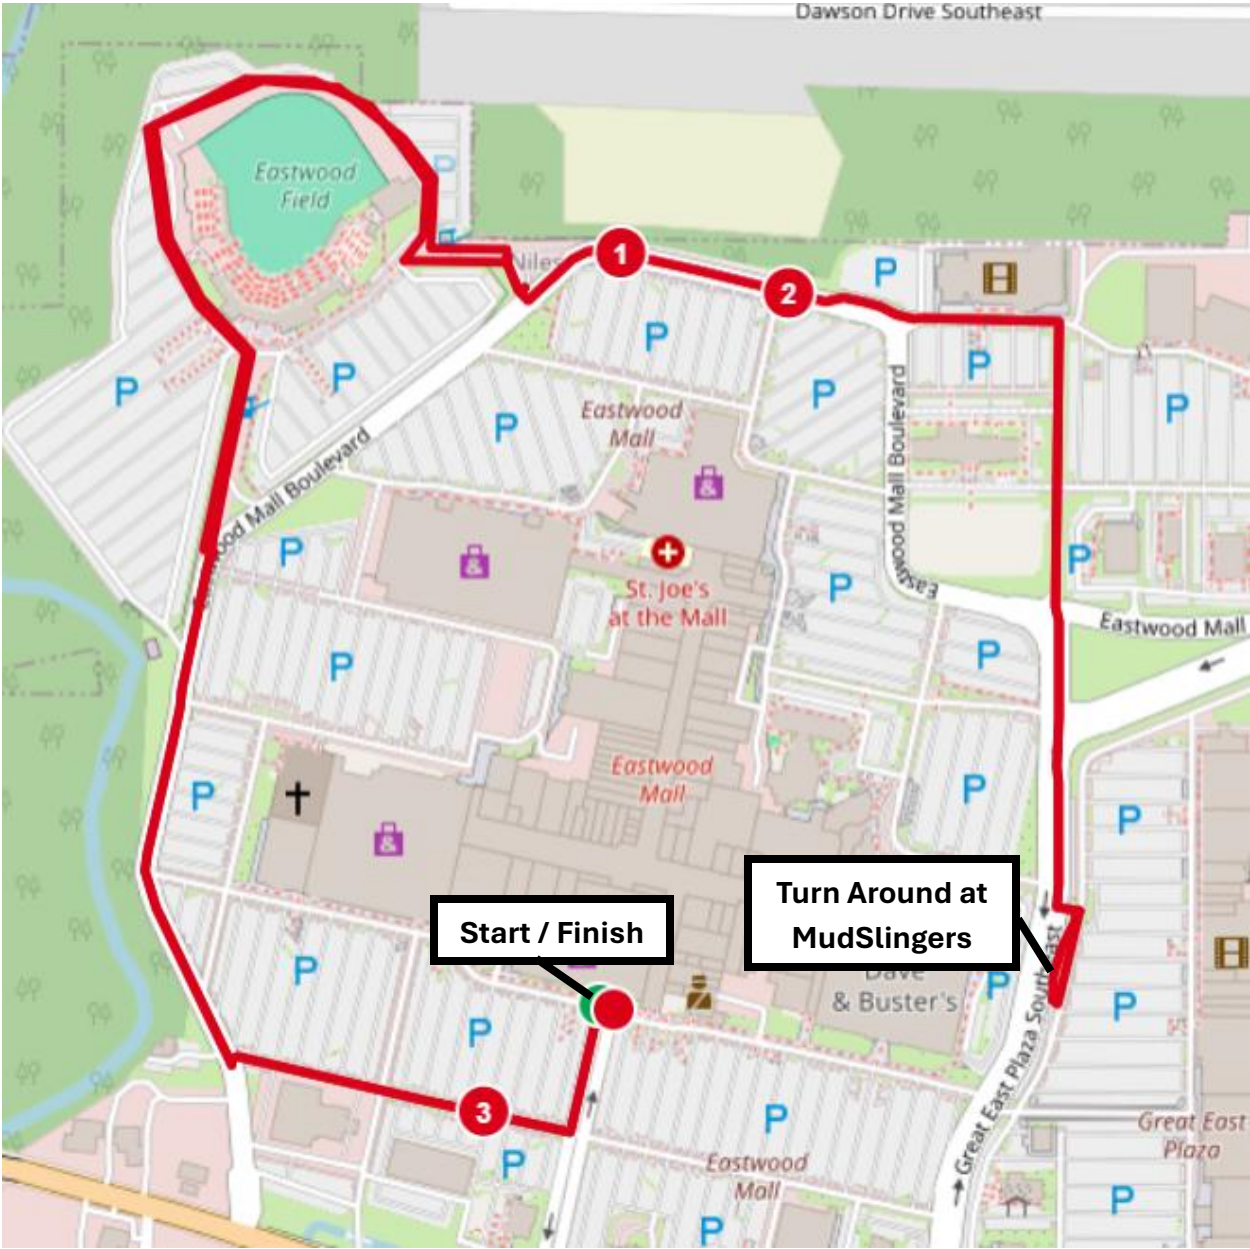 Dawson Drive Southeast
Eastwood
Field
P
Niles
1
2
P
P
P
P
P
P
P
Eastwood
Mall
P
Eastwood Mall Boulevard
Eastwood Mall Boulevard
&
P
P
P
&
St. Joe's
at the Mall
Eastwood Mall
P
P
Eastwood
Mall
P
P
P
&
Start / Finish
Turn Around at
MudSlingers
Dave
& Buster's
P
P
P
P
P
3
P
Great East Plaza
Great East
Plaza
Eastwood
Mall
P
P
P